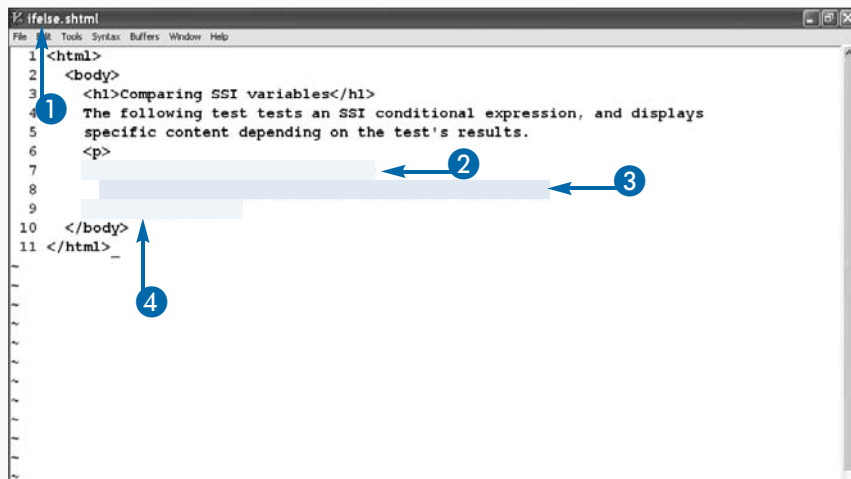 ifelse.shtml
File Edit Tools Syntax Buffers Window Help
1 <html>
2 <body>
3 <h1>Comparing SSI variables</h1>
4 The following test tests an SSI conditional expression, and displays
5 specific content depending on the test's results.
6 <p>
7
8
9
10 </body>
11 </html>_
~
~
~
~
~
~
~
~
~
~
~
~
1
2
3
4